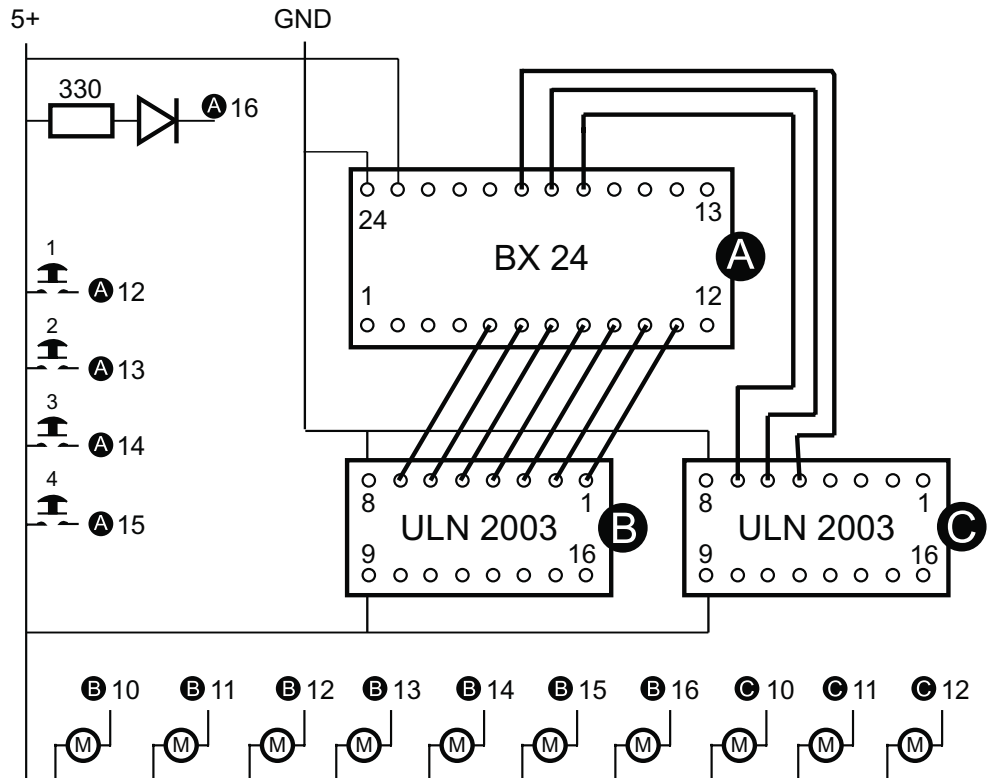 5+ GND
330
A 16
24 13
BX 24 A
1 12
1
A 12
2
A 13
3
A 14
4
A 15
8 1
ULN 2003 B
9 16
8 1
ULN 2003 C
9 16
B 10 B 11 B 12 B 13 B 14 B 15 B 16 C 10 C 11 C 12
M M M M M M M M M M